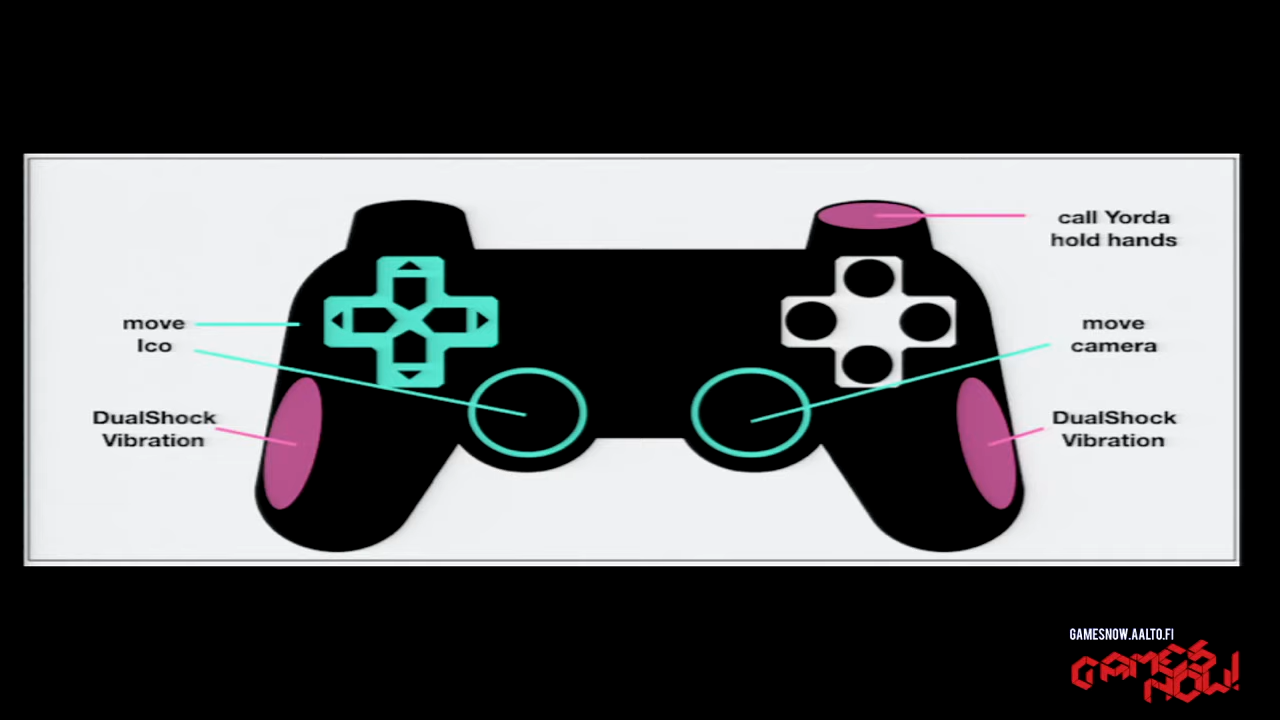 call Yorda
hold hands
move
Ico
move
camera
DualShock
Vibration
DualShock
Vibration
GAMESNOW.AALTO.FI
GAMES
NOW!